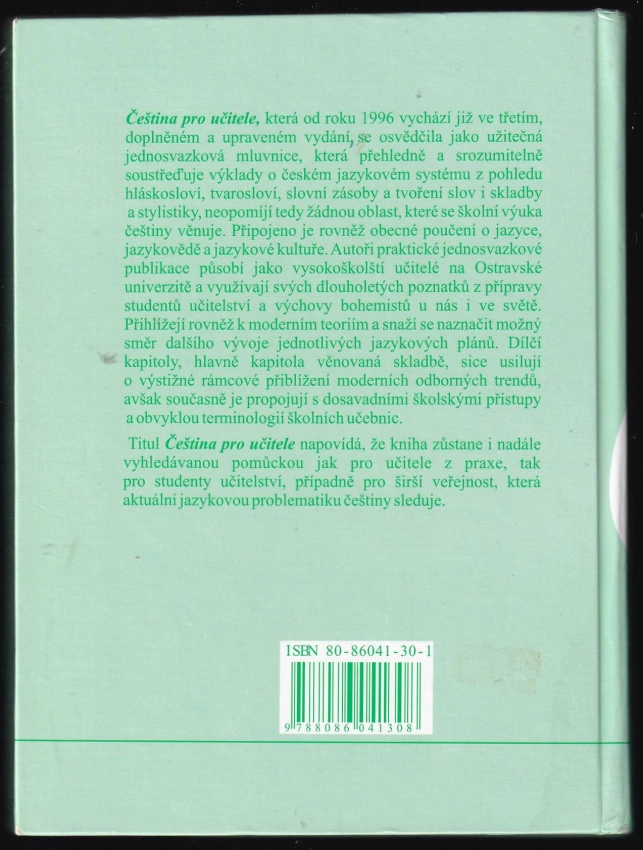 Čeština pro učitele, která od roku 1996 vychází již ve třetím,
doplněném a upraveném vydání, se osvědčila jako užitečná
jednosvazková mluvnice, která přehledně a srozumitelně
soustřeďuje výklady o českém jazykovém systému z pohledu
hláskosloví, tvarosloví, slovní zásoby a tvoření slov i skladby
a stylistiky, neopomíjí tedy žádnou oblast, které se školní výuka
češtiny věnuje. Připojeno je rovněž obecné poučení o jazyce,
jazykovědě a jazykové kultuře. Autoři praktické jednosvazkové
publikace působí jako vysokoškolští učitelé na Ostravské
univerzitě a využívají svých dlouholetých poznatků z přípravy
studentů učitelství a výchovy bohemistů u nás i ve světě.
Přihlížejí rovněž k moderním teoriím a snaží se naznačit možný
směr dalšího vývoje jednotlivých jazykových plánů. Dílčí
kapitoly, hlavně kapitola věnovaná skladbě, sice usilují
o výstižné rámcové přiblížení moderních odborných trendů,
avšak současně je propojují s dosavadními školskými přístupy
a obvyklou terminologií školních učebnic.
Titul Čeština pro učitele napovídá, že kniha zůstane i nadále
vyhledávanou pomůckou jak pro učitele z praxe, tak
pro studenty učitelství, případně pro širší veřejnost, která
aktuální jazykovou problematiku češtiny sleduje.
ISBN 80-86041-30-1
9 788086 041308